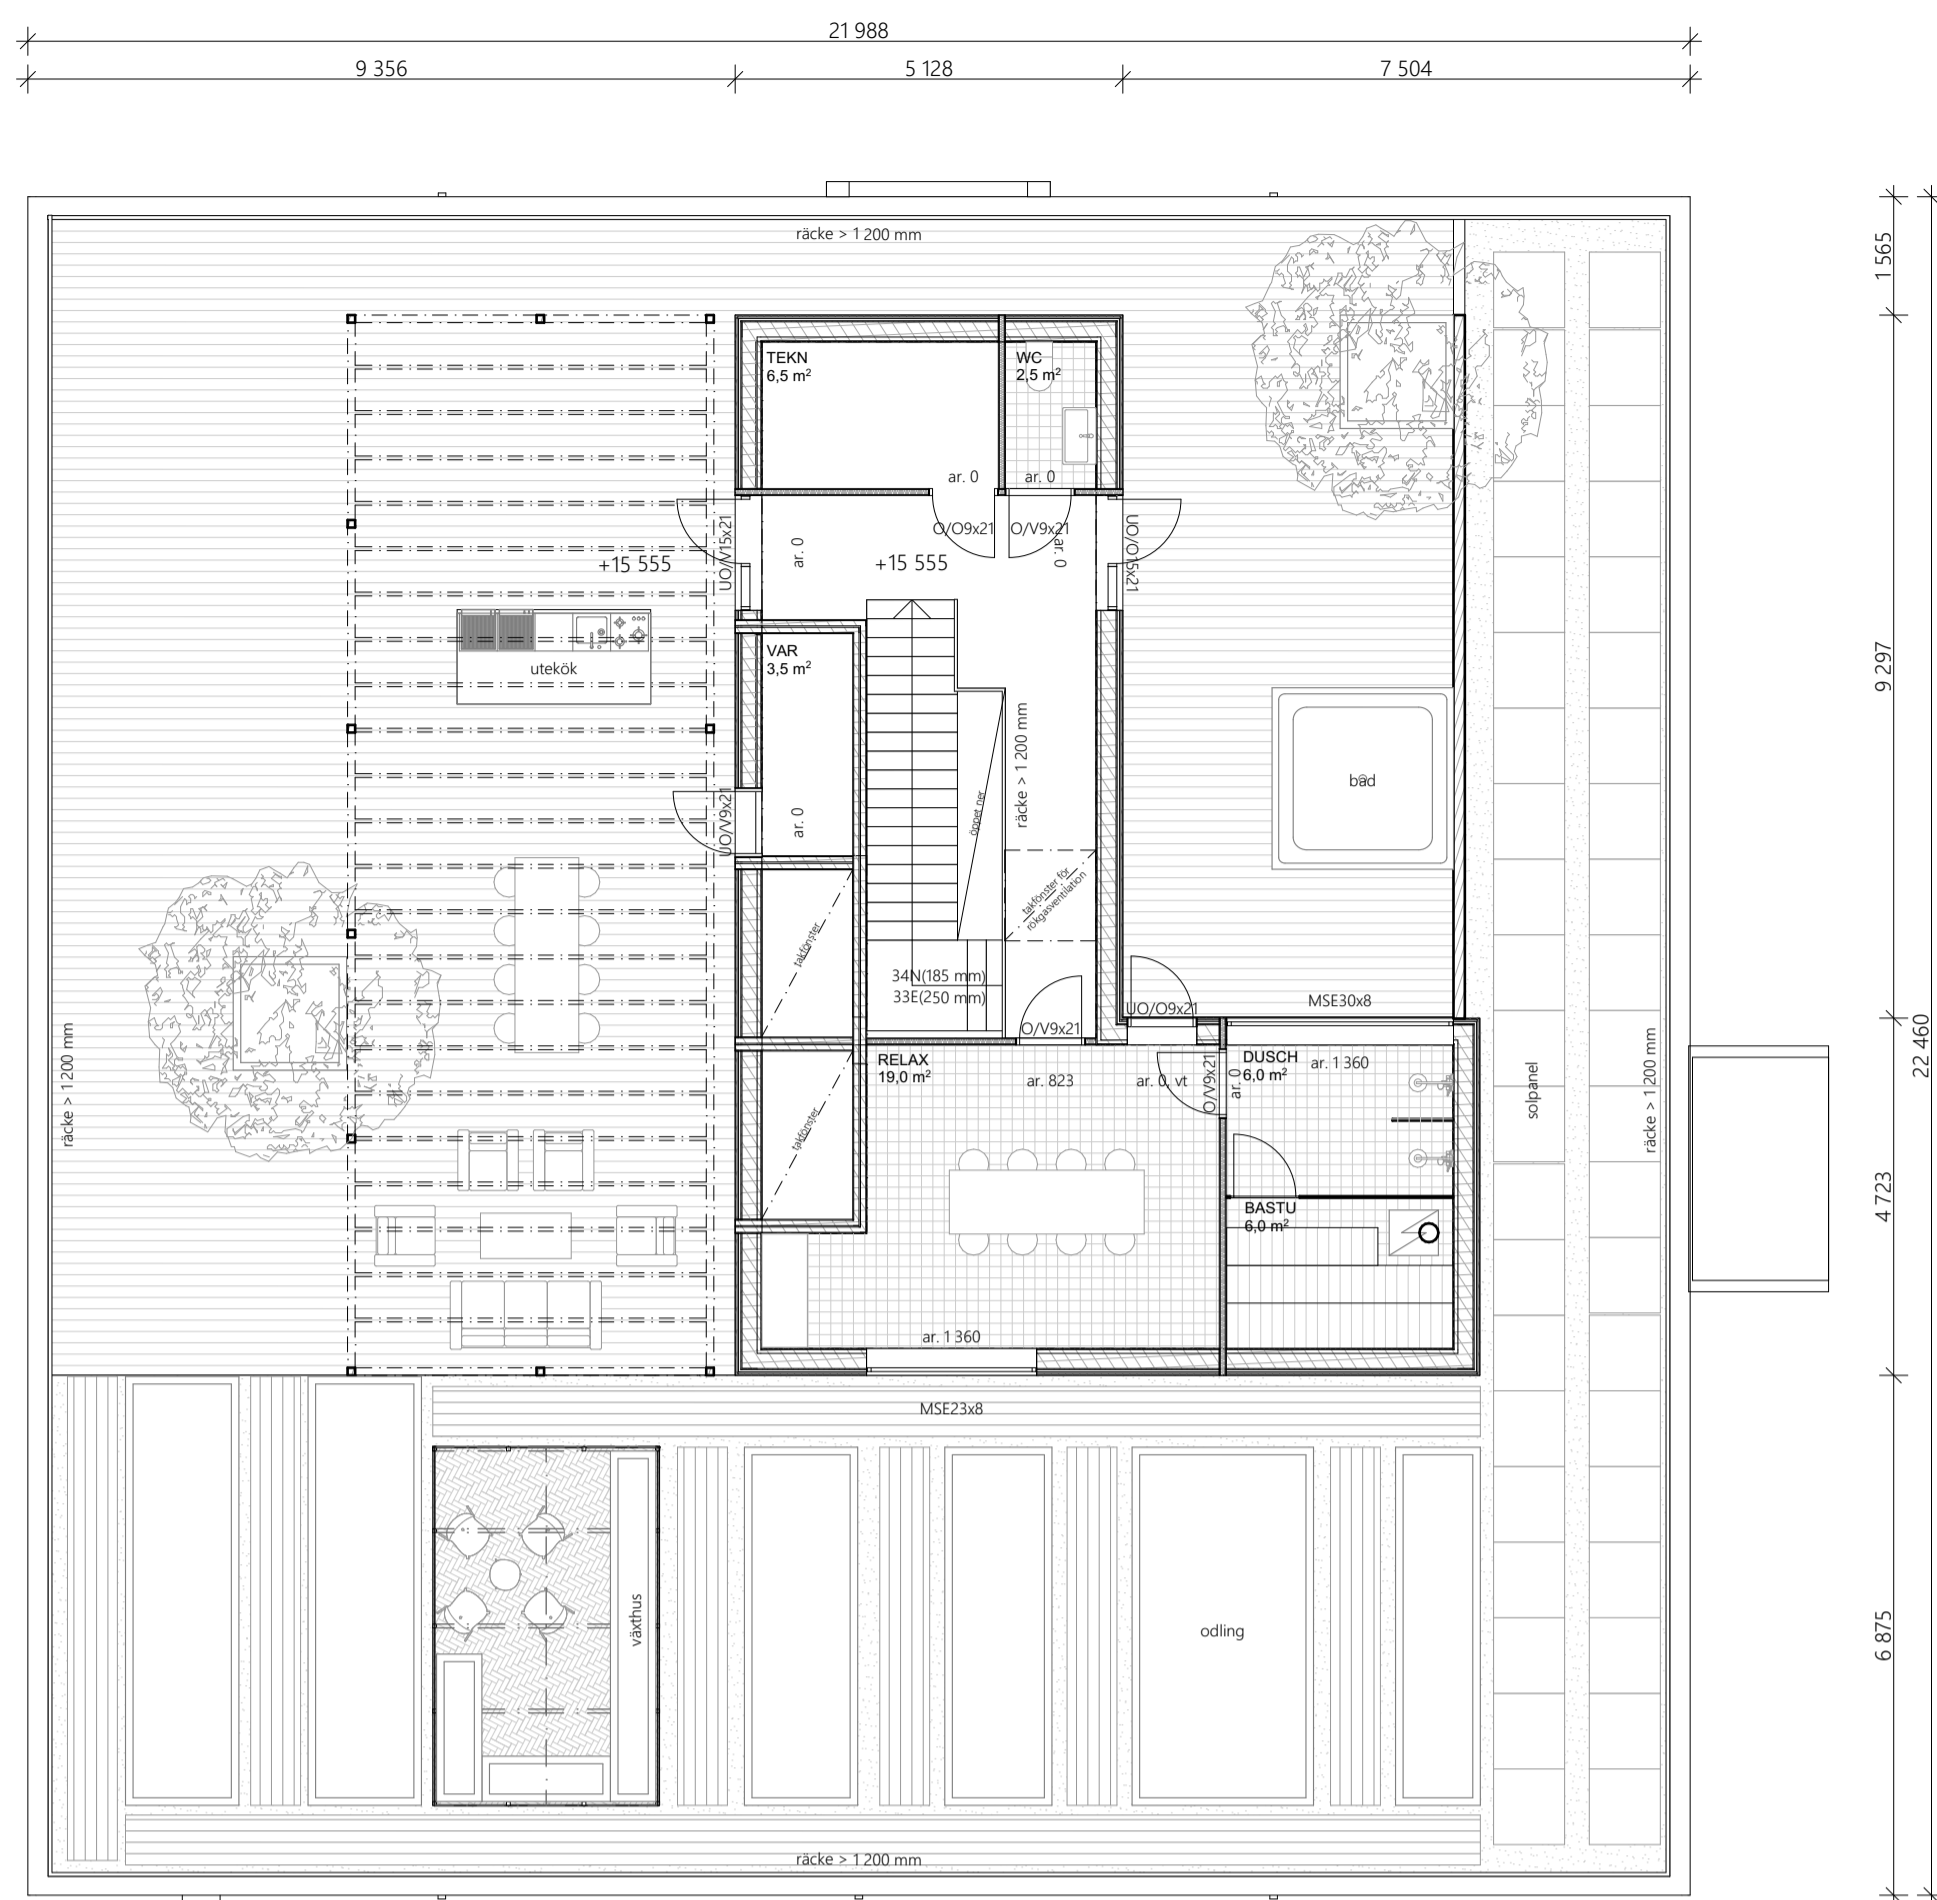 21 988
9 356
5 128
7 504
räcke > 1 200 mm
1 565
TEKN
6,5 m²
WC
2,5 m²
ar. 0
ar. 0
O/O9x21
O/V9x21
UO/V15x21
ar. 0
ar. 0
UO/O15x21
+15 555
+15 555
utekök
VAR
3,5 m²
9 297
räcke > 1 200 mm
öppet ner
bad
UO/V9x21
ar. 0
takfönster för
rökgasventilation
takfönster
34N(185 mm)
33E(250 mm)
UO/O9x21
MSE30x8
O/V9x21
räcke > 1 200 mm
RELAX
19,0 m²
ar. 823
ar. 0, vt
O/V9x21
ar. 0
DUSCH
6,0 m²
ar. 1 360
solpanel
räcke > 1 200 mm
22 460
takfönster
4 723
BASTU
6,0 m²
ar. 1 360
MSE23x8
växthus
odling
6 875
räcke > 1 200 mm